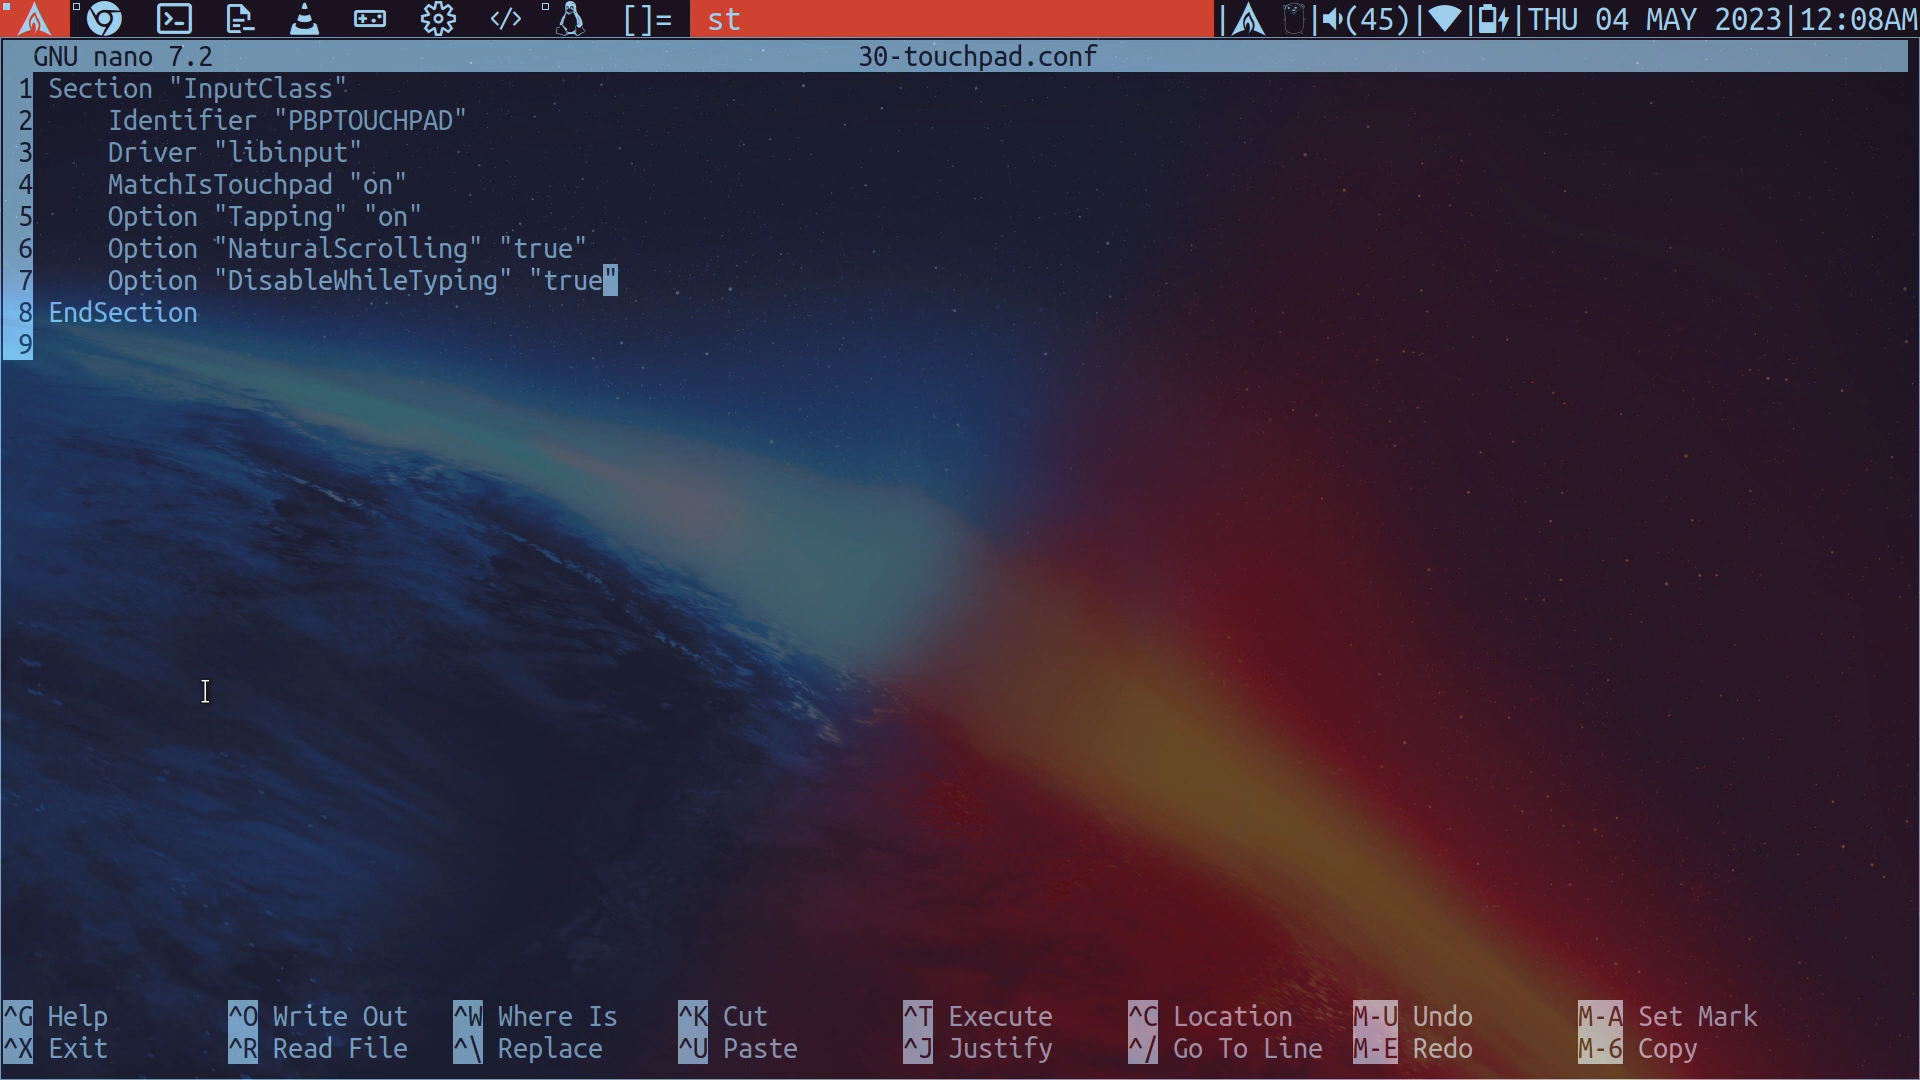 []= st |(45)|||THU 04 MAY 2023|12:08AM
GNU nano 7.2 30-touchpad.conf
1 Section "InputClass"
2     Identifier "PBPTOUCHPAD"
3     Driver "libinput"
4     MatchIsTouchpad "on"
5     Option "Tapping" "on"
6     Option "NaturalScrolling" "true"
7     Option "DisableWhileTyping" "true"
8 EndSection
9
^G Help ^O Write Out ^W Where Is ^K Cut ^T Execute ^C Location M-U Undo M-A Set Mark
^X Exit ^R Read File ^\ Replace ^U Paste ^J Justify ^/ Go To Line M-E Redo M-6 Copy